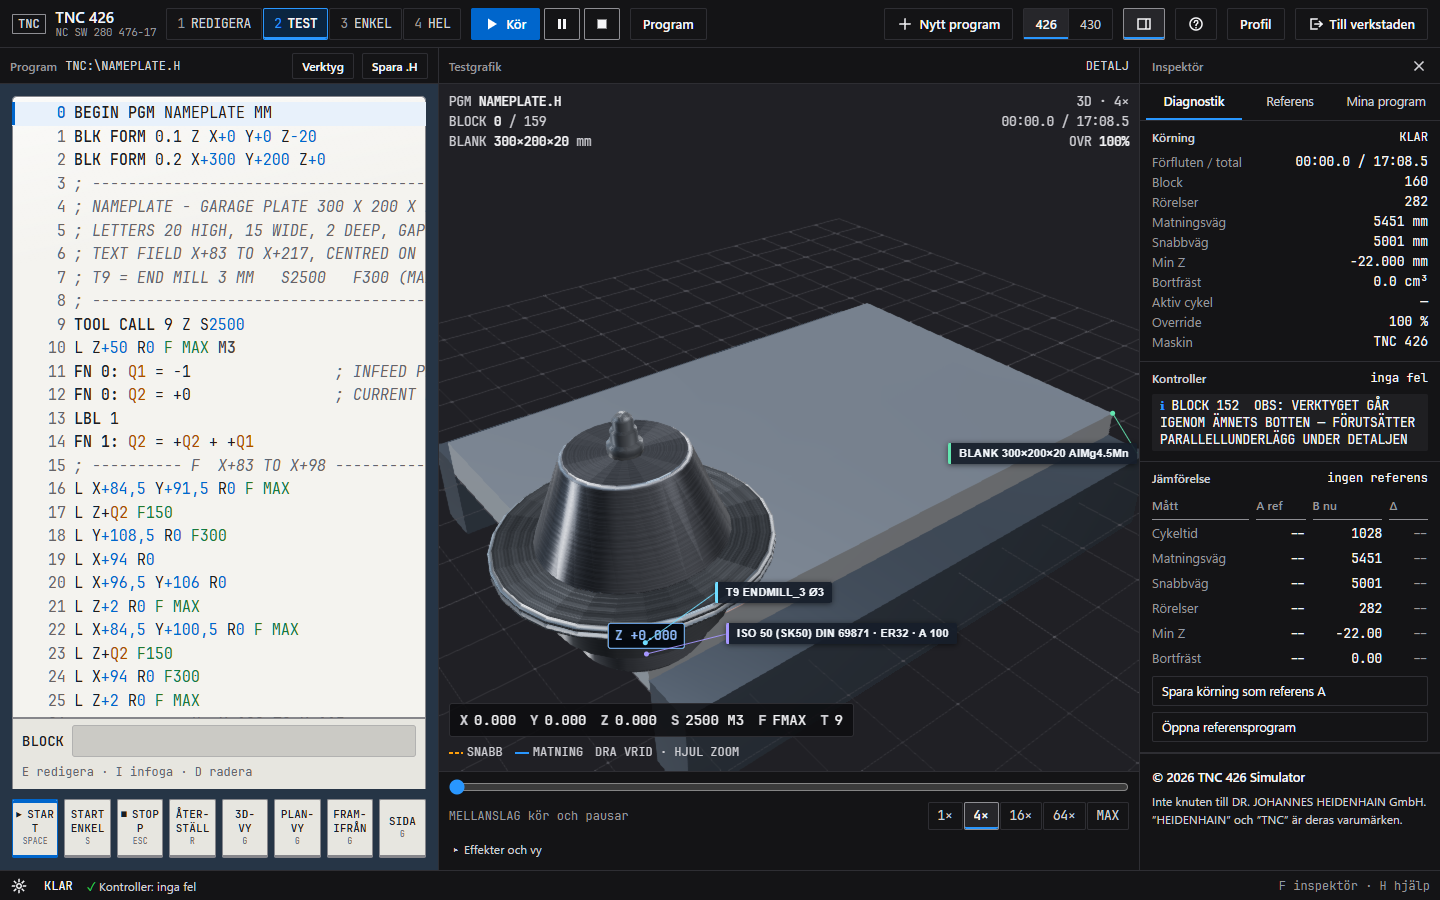 TNC
TNC 426
NC SW 280 476-17
1 REDIGERA
2 TEST
3 ENKEL
4 HEL
Kör
Program
Nytt program
426
430
Profil
Till verkstaden
Program TNC:\NAMEPLATE.H
Verktyg
Spara .H
0 BEGIN PGM NAMEPLATE MM
1 BLK FORM 0.1 Z X+0 Y+0 Z-20
2 BLK FORM 0.2 X+300 Y+200 Z+0
3 ; -------------------------------------
4 ; NAMEPLATE - GARAGE PLATE 300 X 200 X
5 ; LETTERS 20 HIGH, 15 WIDE, 2 DEEP, GAP
6 ; TEXT FIELD X+83 TO X+217, CENTRED ON
7 ; T9 = END MILL 3 MM   S2500   F300 (MA
8 ; -------------------------------------
9 TOOL CALL 9 Z S2500
10 L Z+50 R0 F MAX M3
11 FN 0: Q1 = -1 ; INFEED P
12 FN 0: Q2 = +0 ; CURRENT
13 LBL 1
14 FN 1: Q2 = +Q2 + +Q1
15 ; ---------- F  X+83 TO X+98 ----------
16 L X+84,5 Y+91,5 R0 F MAX
17 L Z+Q2 F150
18 L Y+108,5 R0 F300
19 L X+94 R0
20 L X+96,5 Y+106 R0
21 L Z+2 R0 F MAX
22 L X+84,5 Y+100,5 R0 F MAX
23 L Z+Q2 F150
24 L X+94 R0 F300
25 L Z+2 R0 F MAX
BLOCK
E redigera · I infoga · D radera
▶ START
SPACE
START ENKEL
S
■ STOPP
ESC
ÅTER-STÄLL
R
3D-VY
G
PLAN-VY
G
FRAM-IFRÅN
G
SIDA
G
Testgrafik
DETALJ
PGM NAMEPLATE.H
BLOCK 0 / 159
BLANK 300×200×20 mm
3D · 4×
00:00.0 / 17:08.5
OVR 100%
BLANK 300×200×20 AlMg4.5Mn
T9 ENDMILL_3 Ø3
Z +0.000
ISO 50 (SK50) DIN 69871 · ER32 · A 100
X 0.000 Y 0.000 Z 0.000 S 2500 M3 F FMAX T 9
SNABB MATNING DRA VRID · HJUL ZOOM
MELLANSLAG kör och pausar
1×
4×
16×
64×
MAX
▸ Effekter och vy
Inspektör
Diagnostik
Referens
Mina program
Körning KLAR
Förfluten / total 00:00.0 / 17:08.5
Block 160
Rörelser 282
Matningsväg 5451 mm
Snabbväg 5001 mm
Min Z -22.000 mm
Bortfräst 0.0 cm³
Aktiv cykel —
Override 100 %
Maskin TNC 426
Kontroller inga fel
i BLOCK 152  OBS: VERKTYGET GÅR
IGENOM ÄMNETS BOTTEN — FÖRUTSÄTTER
PARALLELLUNDERLÄGG UNDER DETALJEN
Jämförelse ingen referens
Mått A ref B nu Δ
Cykeltid —— 1028 ——
Matningsväg —— 5451 ——
Snabbväg —— 5001 ——
Rörelser —— 282 ——
Min Z —— -22.00 ——
Bortfräst —— 0.00 ——
Spara körning som referens A
Öppna referensprogram
© 2026 TNC 426 Simulator
Inte knuten till DR. JOHANNES HEIDENHAIN GmbH.
"HEIDENHAIN" och "TNC" är deras varumärken.
KLAR ✓ Kontroller: inga fel
F inspektör · H hjälp